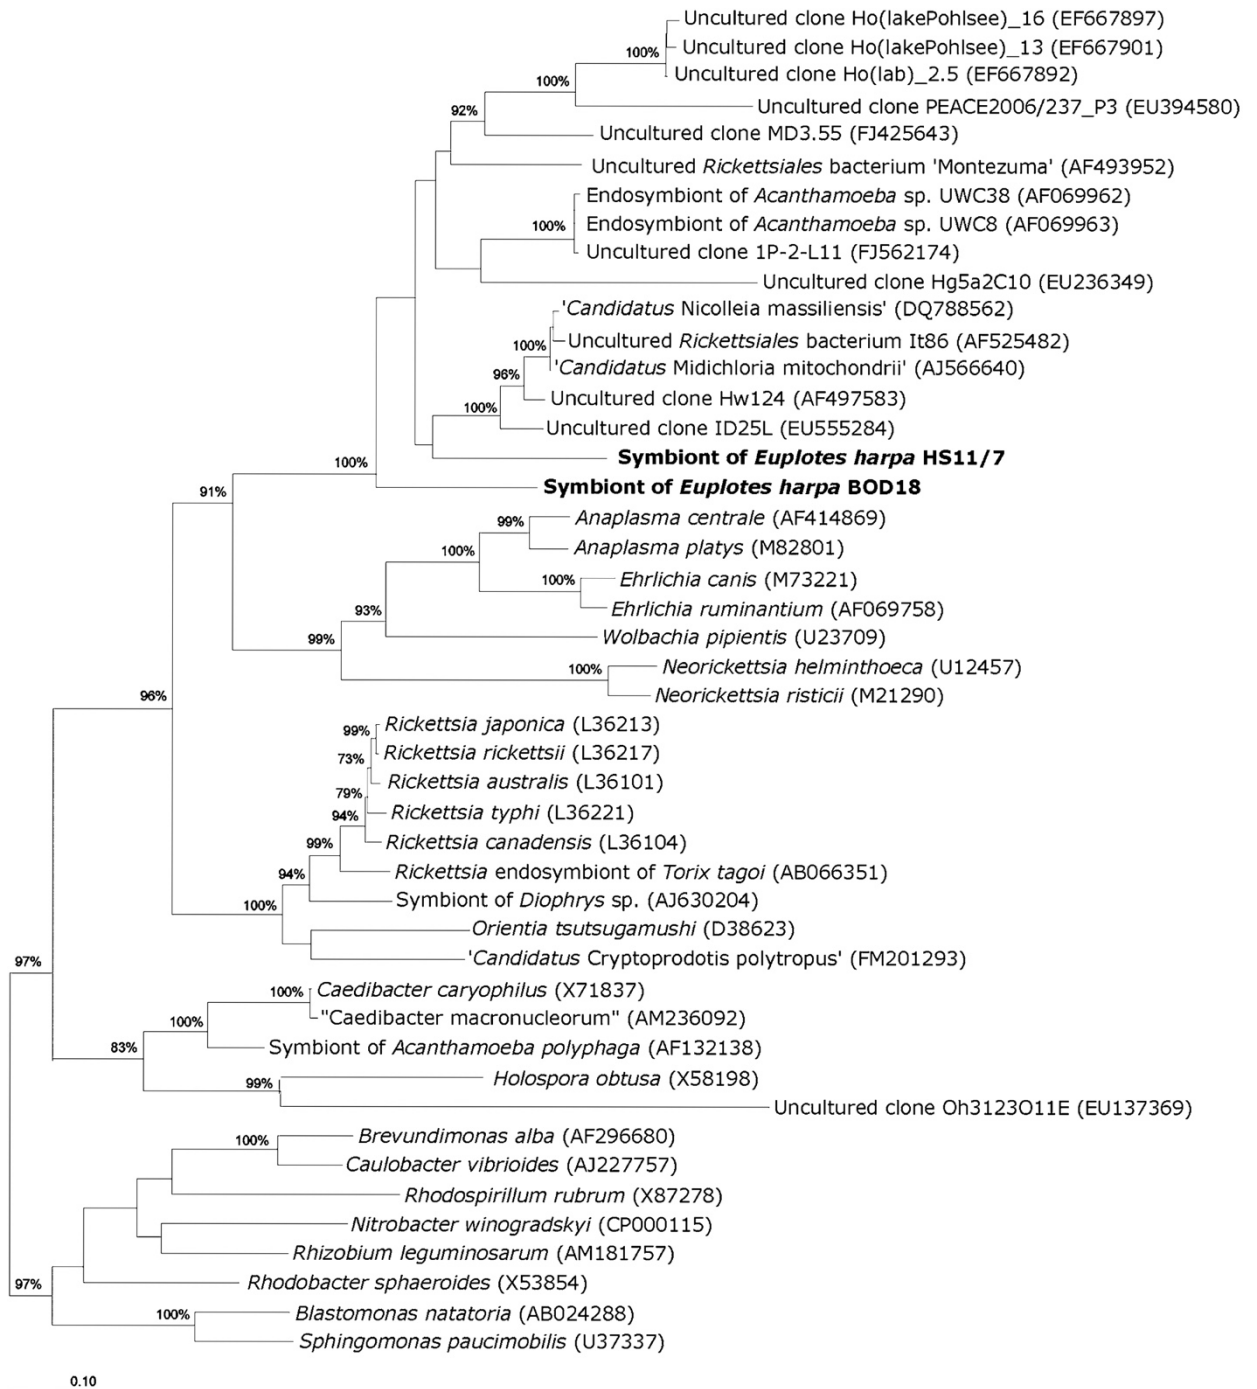 Uncultured clone Ho(lakePohlsee)_16 (EF667897)
100%
Uncultured clone Ho(lakePohlsee)_13 (EF667901)
Uncultured clone Ho(lab)_2.5 (EF667892)
100%
Uncultured clone PEACE2006/237_P3 (EU394580)
92%
Uncultured clone MD3.55 (FJ425643)
Uncultured Rickettsiales bacterium 'Montezuma' (AF493952)
Endosymbiont of Acanthamoeba sp. UWC38 (AF069962)
100%
Endosymbiont of Acanthamoeba sp. UWC8 (AF069963)
Uncultured clone 1P-2-L11 (FJ562174)
Uncultured clone Hg5a2C10 (EU236349)
'Candidatus Nicolleia massiliensis' (DQ788562)
100%
Uncultured Rickettsiales bacterium It86 (AF525482)
'Candidatus Midichloria mitochondrii' (AJ566640)
96%
Uncultured clone Hw124 (AF497583)
100%
Uncultured clone ID25L (EU555284)
Symbiont of Euplotes harpa HS11/7
100%
Symbiont of Euplotes harpa BOD18
91%
Anaplasma centrale (AF414869)
99%
Anaplasma platys (M82801)
100%
Ehrlichia canis (M73221)
100%
Ehrlichia ruminantium (AF069758)
93%
Wolbachia pipientis (U23709)
99%
Neorickettsia helminthoeca (U12457)
100%
Neorickettsia risticii (M21290)
96%
Rickettsia japonica (L36213)
99%
Rickettsia rickettsii (L36217)
73%
Rickettsia australis (L36101)
79%
Rickettsia typhi (L36221)
94%
Rickettsia canadensis (L36104)
99%
Rickettsia endosymbiont of Torix tagoi (AB066351)
94%
Symbiont of Diophrys sp. (AJ630204)
100%
Orientia tsutsugamushi (D38623)
'Candidatus Cryptoprodotis polytropus' (FM201293)
97%
Caedibacter caryophilus (X71837)
100%
"Caedibacter macronucleorum" (AM236092)
100%
Symbiont of Acanthamoeba polyphaga (AF132138)
83%
Holospora obtusa (X58198)
99%
Uncultured clone Oh3123O11E (EU137369)
Brevundimonas alba (AF296680)
100%
Caulobacter vibrioides (AJ227757)
Rhodospirillum rubrum (X87278)
Nitrobacter winogradskyi (CP000115)
Rhizobium leguminosarum (AM181757)
Rhodobacter sphaeroides (X53854)
97%
Blastomonas natatoria (AB024288)
100%
Sphingomonas paucimobilis (U37337)
0.10